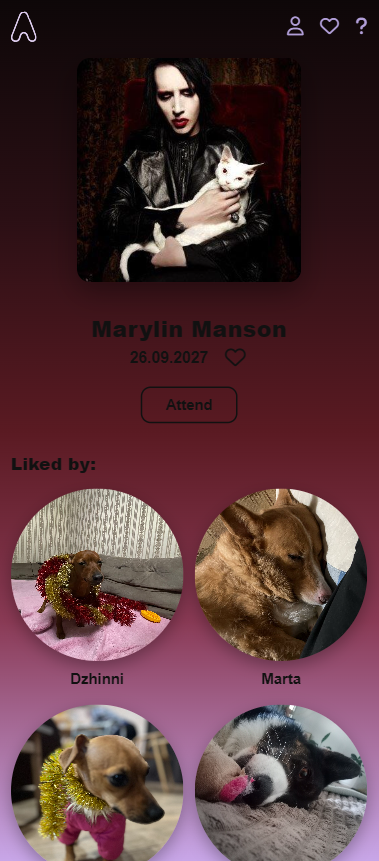 ?
Marylin Manson
26.09.2027
Attend
Liked by:
Dzhinni
Marta